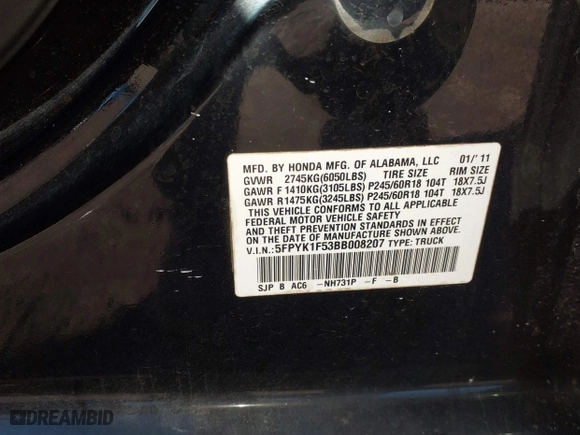 MFD. BY HONDA MFG. OF ALABAMA, LLC 01/'11
GVWR 2745KG(6050LBS) TIRE SIZE RIM SIZE
GAWR F 1410KG(3105LBS) P245/60R18 104T 18X7.5J
GAWR R1475KG(3245LBS) P245/60R18 104T 18X7.5J
THIS VEHICLE CONFORMS TO ALL APPLICABLE
FEDERAL MOTOR VEHICLE SAFETY
AND THEFT PREVENTION STANDARDS IN EFFECT
ON THE DATE OF MANUFACTURE SHOWN ABOVE.
V.I.N.:5FPYK1F53BB008207 TYPE: TRUCK
SJP B AC6 -NH731P -F -B
DREAMBID